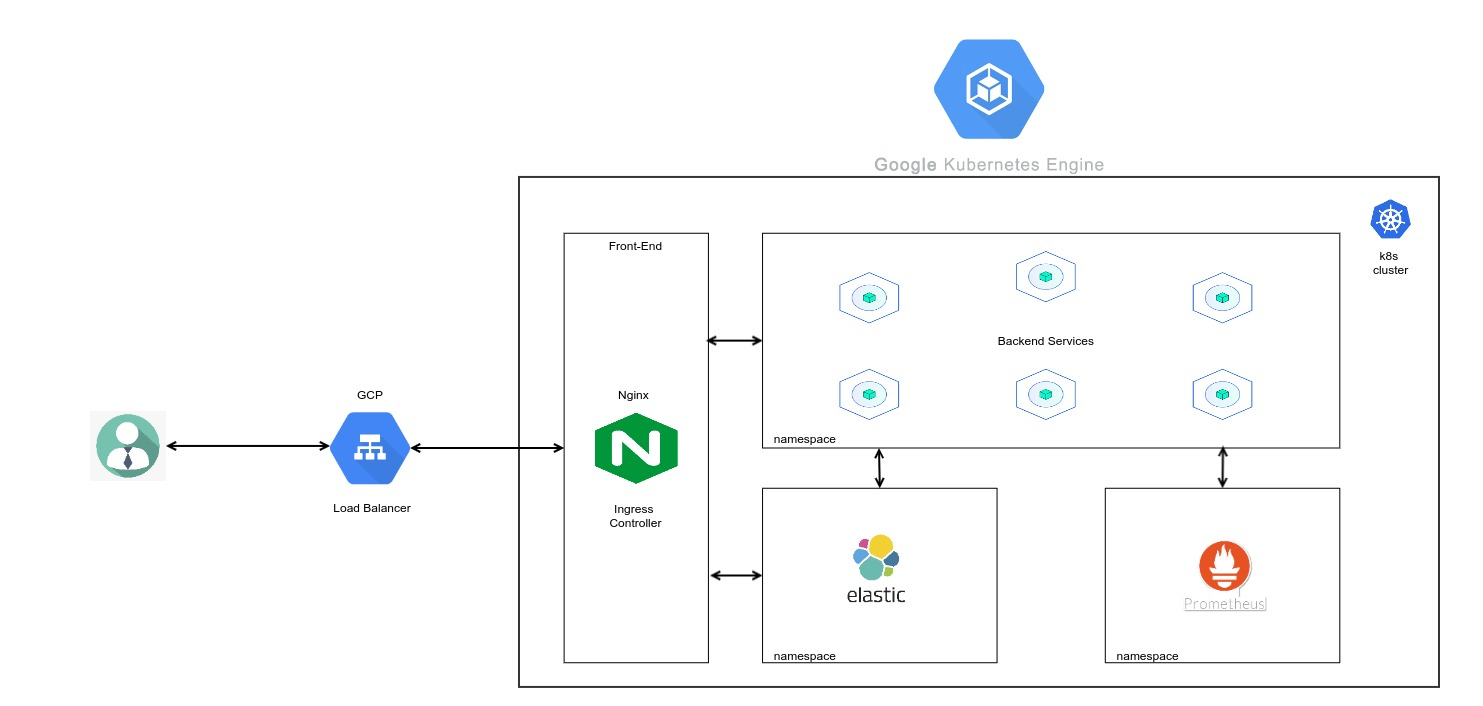 Google Kubernetes Engine
k8s
cluster
Front-End
Backend Services
namespace
GCP
Load Balancer
Nginx
N
Ingress
Controller
elastic
namespace
Prometheus
namespace